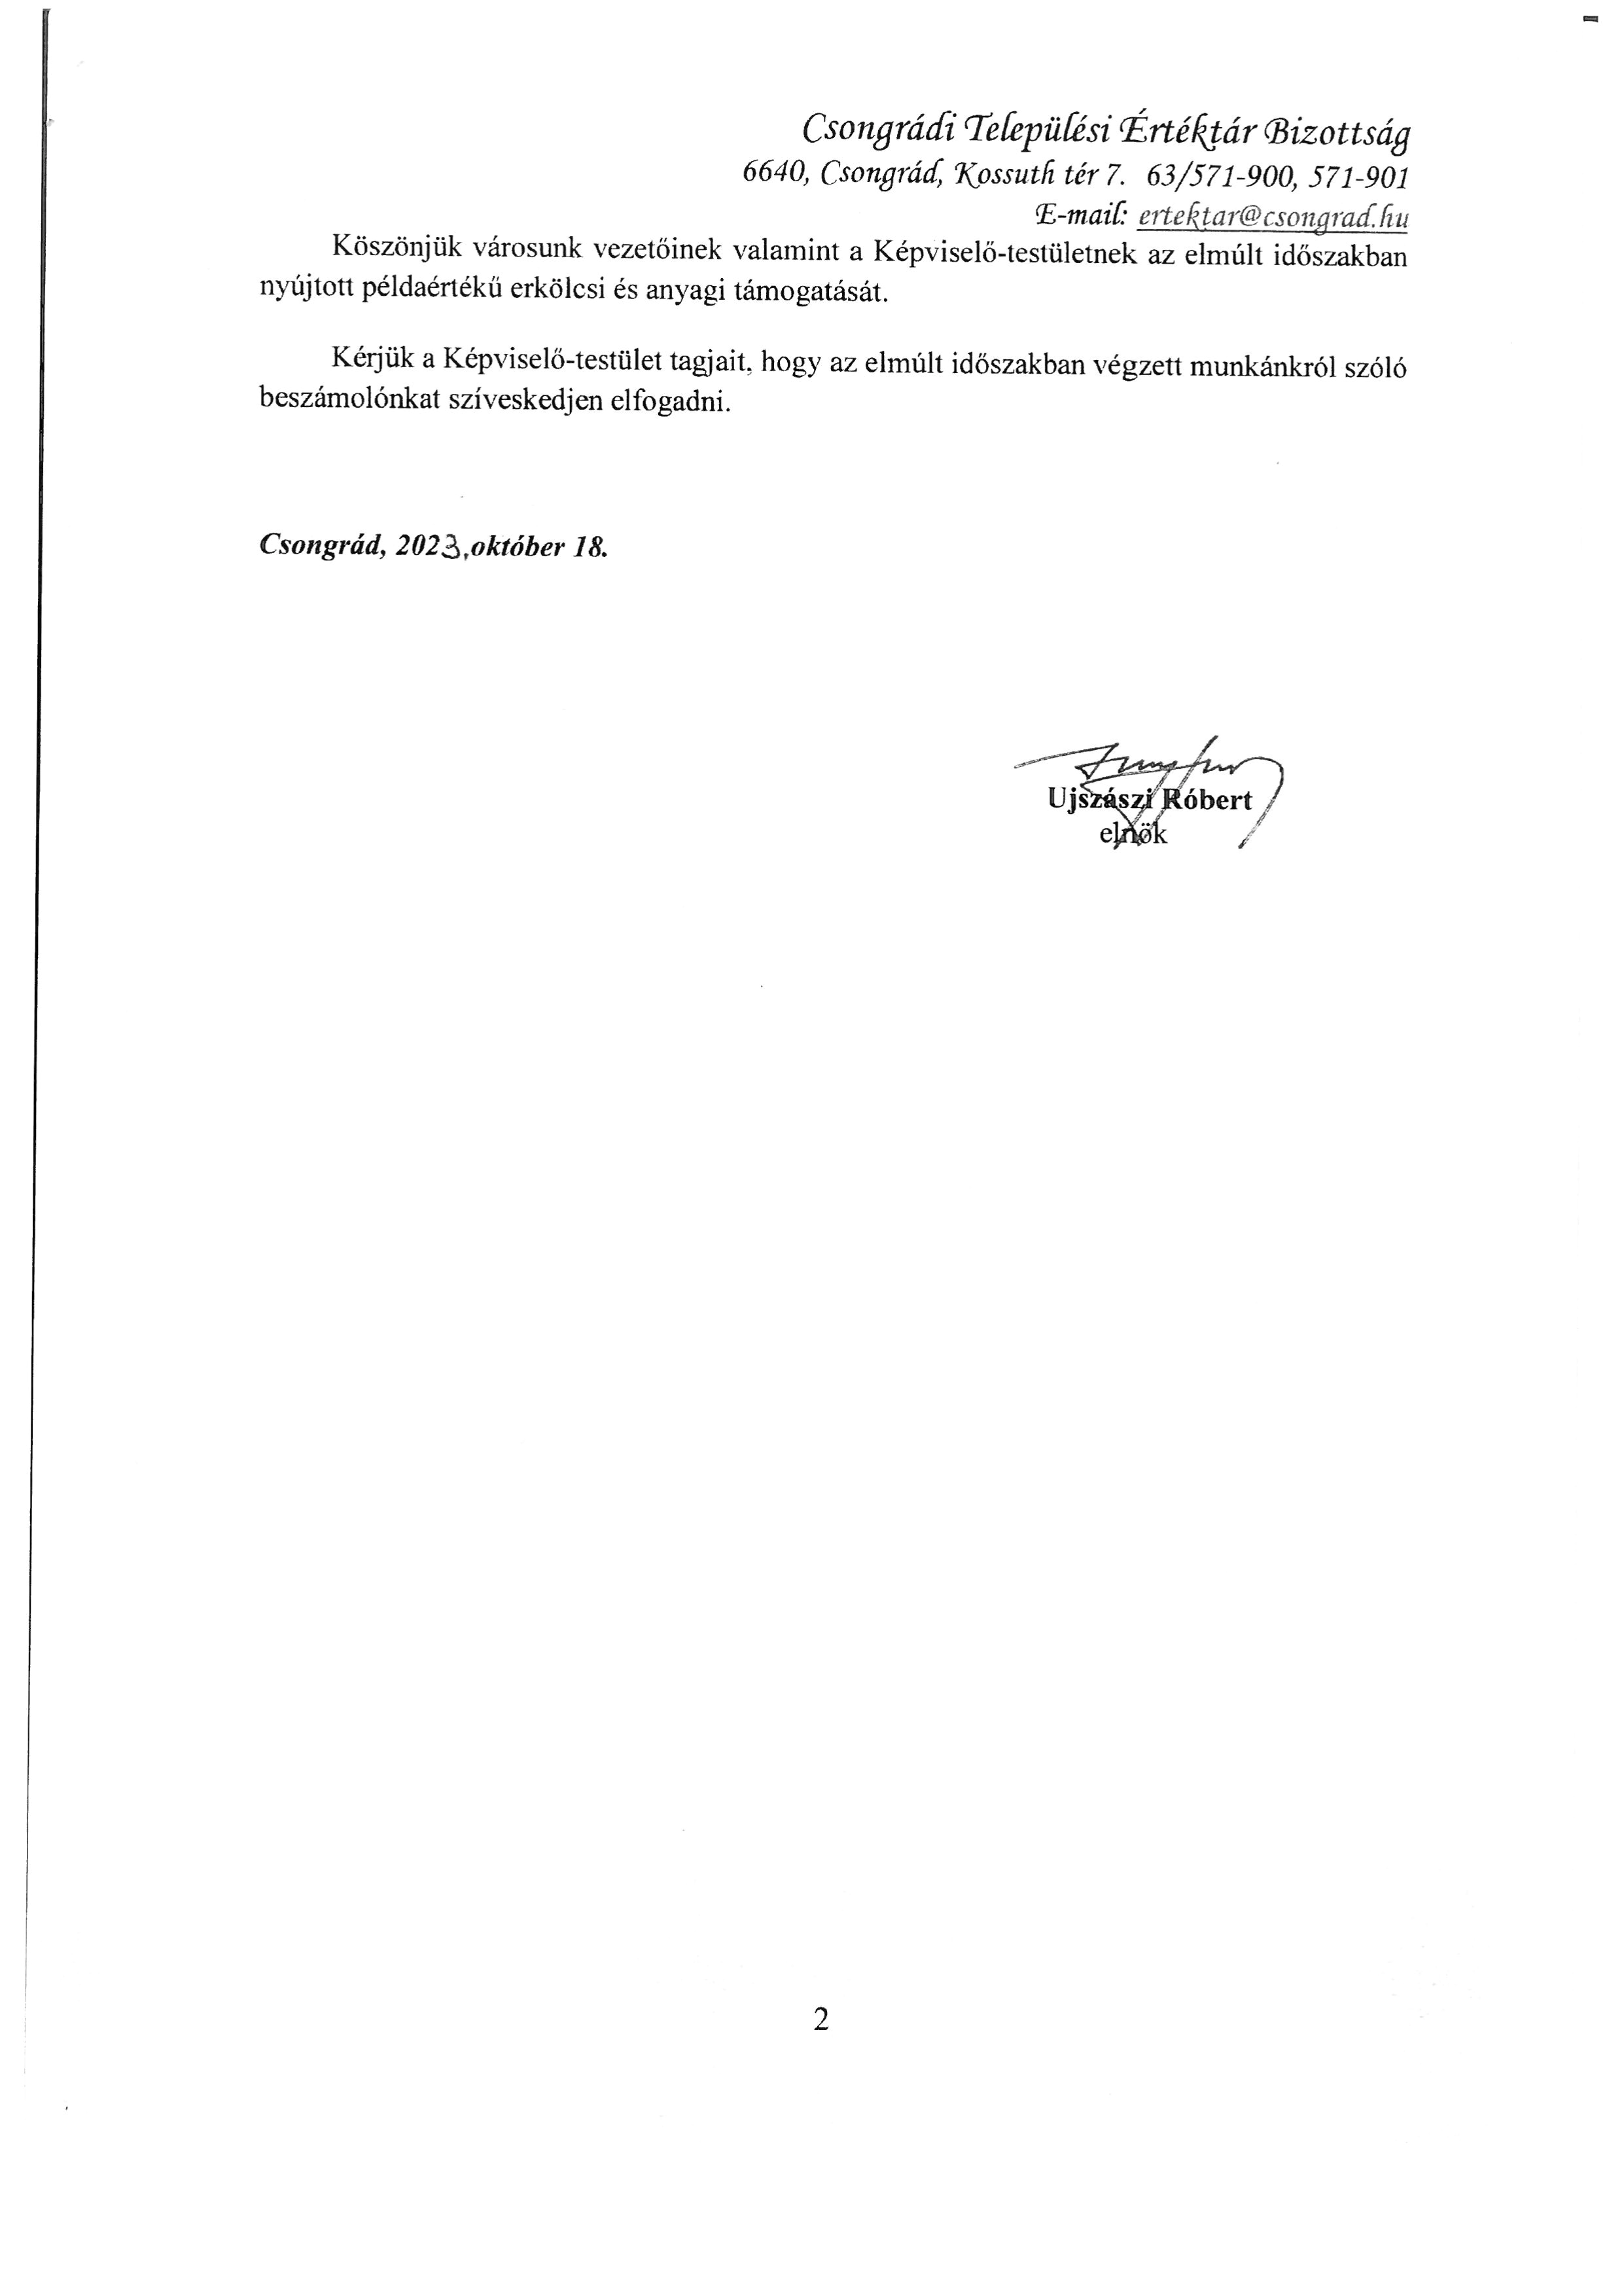 Csongrádi Települési Értéktár Bizottság
6640, Csongrád, Kossuth tér 7. 63/571-900, 571-901
E-mail: ertektar@csongrad.hu
Köszönjük városunk vezetőinek valamint a Képviselő-testületnek az elmúlt időszakban
nyújtott példaértékű erkölcsi és anyagi támogatását.
Kérjük a Képviselő-testület tagjait, hogy az elmúlt időszakban végzett munkánkról szóló
beszámolónkat szíveskedjen elfogadni.
Csongrád, 2023.október 18.
Ujszászi Róbert
elnök
2